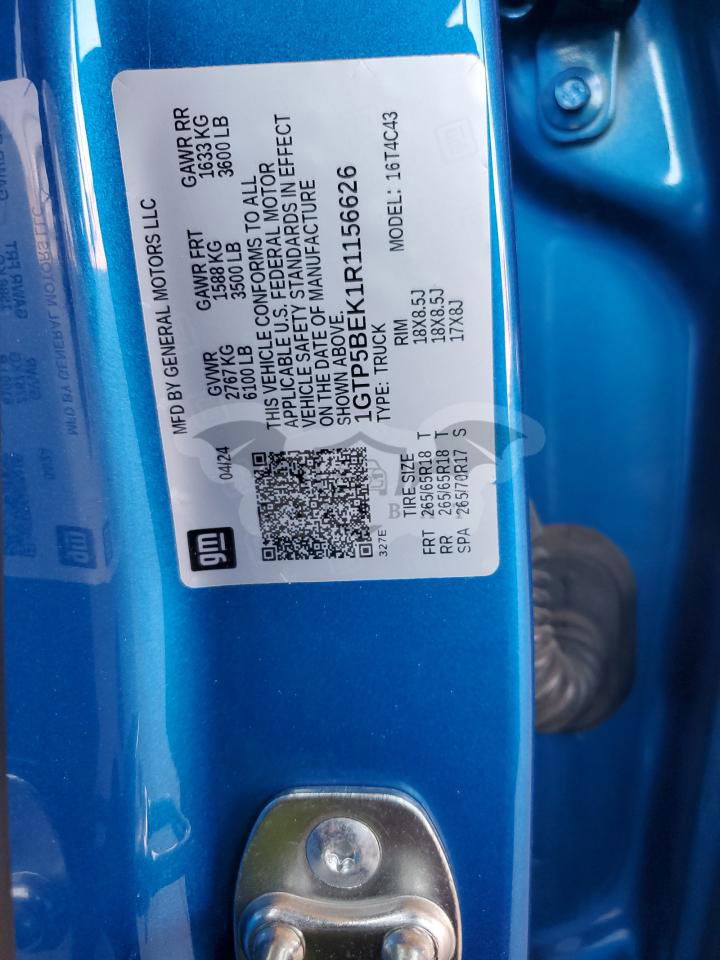 MFD BY GENERAL MOTORS LLC
04/24
GVWR GAWR FRT GAWR RR
2767 KG 1588 KG 1633 KG
6100 LB 3500 LB 3600 LB
THIS VEHICLE CONFORMS TO ALL
APPLICABLE U.S. FEDERAL MOTOR
VEHICLE SAFETY STANDARDS IN EFFECT
ON THE DATE OF MANUFACTURE
SHOWN ABOVE.
1GTP5BEK1R1156626
TYPE: TRUCK MODEL: 16T4C43
gm
327E
TIRE SIZE RIM
FRT 265/65R18 T 18X8.5J
RR 265/65R18 T 18X8.5J
SPA 265/70R17 S 17X8J